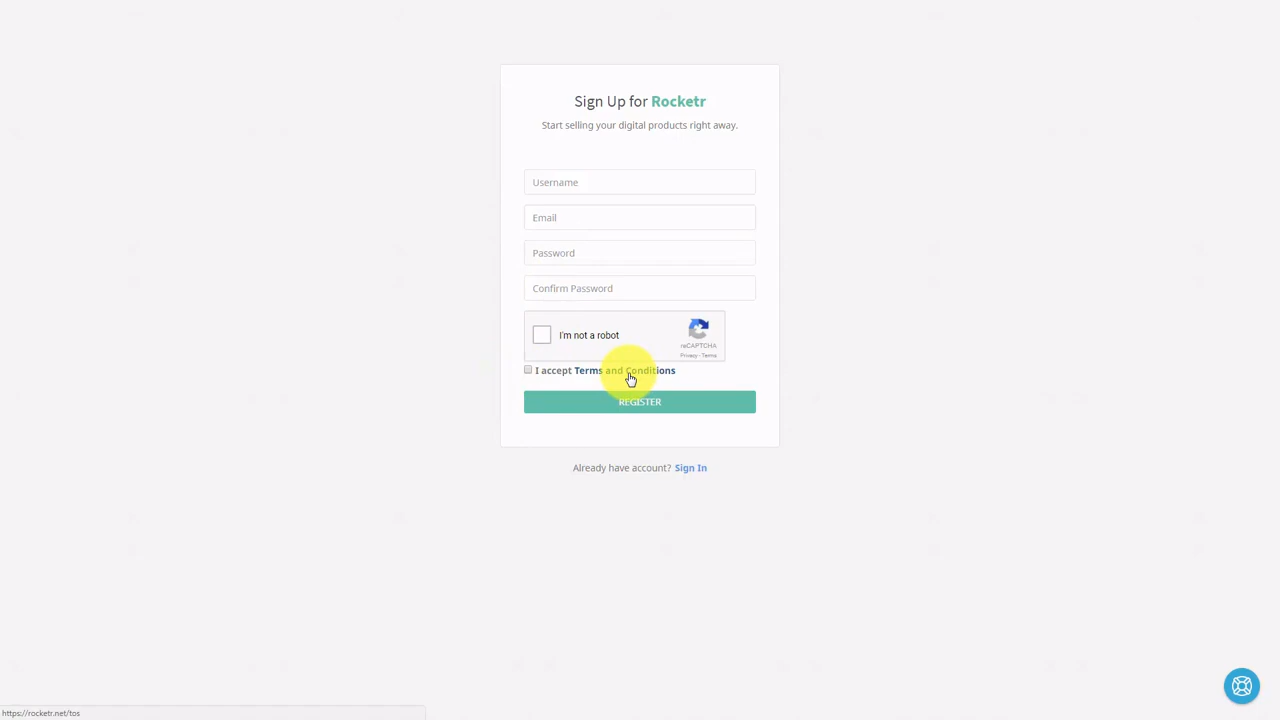 Sign Up for Rocketr
Start selling your digital products right away.
Username
Email
Password
Confirm Password
I'm not a robot
reCAPTCHA
Privacy - Terms
I accept Terms and Conditions
REGISTER
Already have account? Sign In
https://rocketr.net/tos